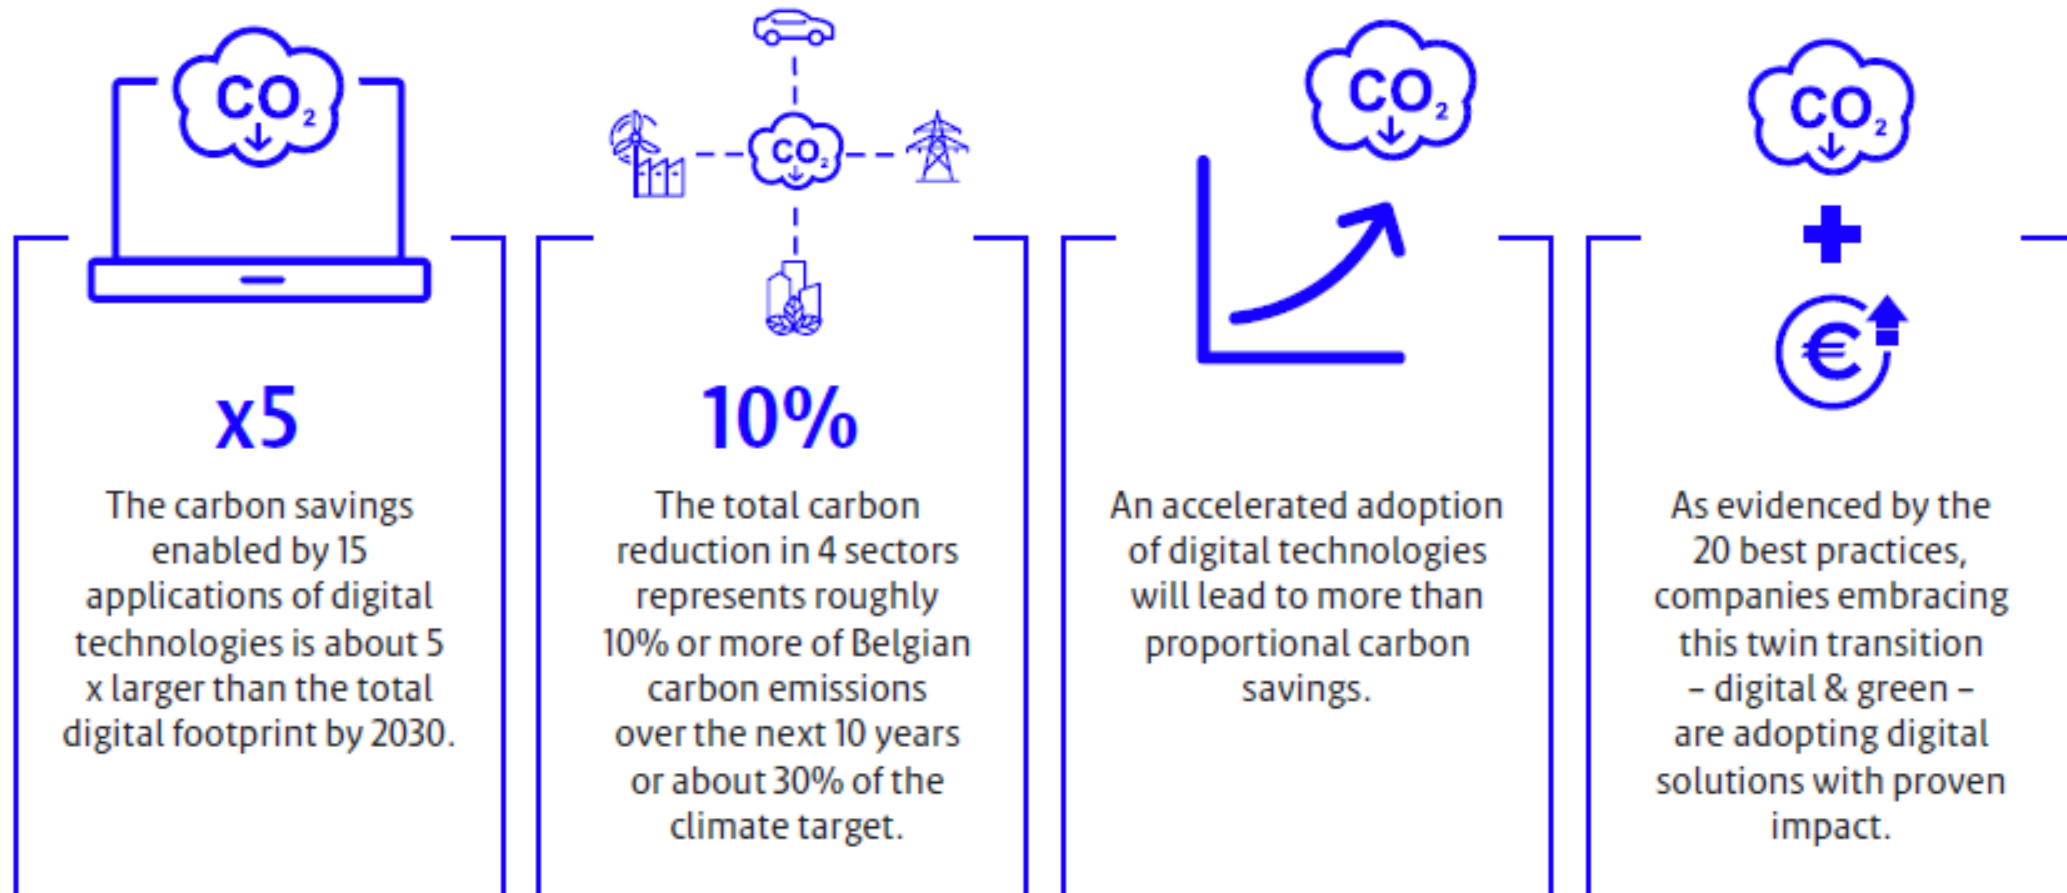 CO₂
x5
The carbon savings
enabled by 15
applications of digital
technologies is about 5
x larger than the total
digital footprint by 2030.
CO₂
10%
The total carbon
reduction in 4 sectors
represents roughly
10% or more of Belgian
carbon emissions
over the next 10 years
or about 30% of the
climate target.
CO₂
An accelerated adoption
of digital technologies
will lead to more than
proportional carbon
savings.
CO₂
€
As evidenced by the
20 best practices,
companies embracing
this twin transition
– digital & green –
are adopting digital
solutions with proven
impact.